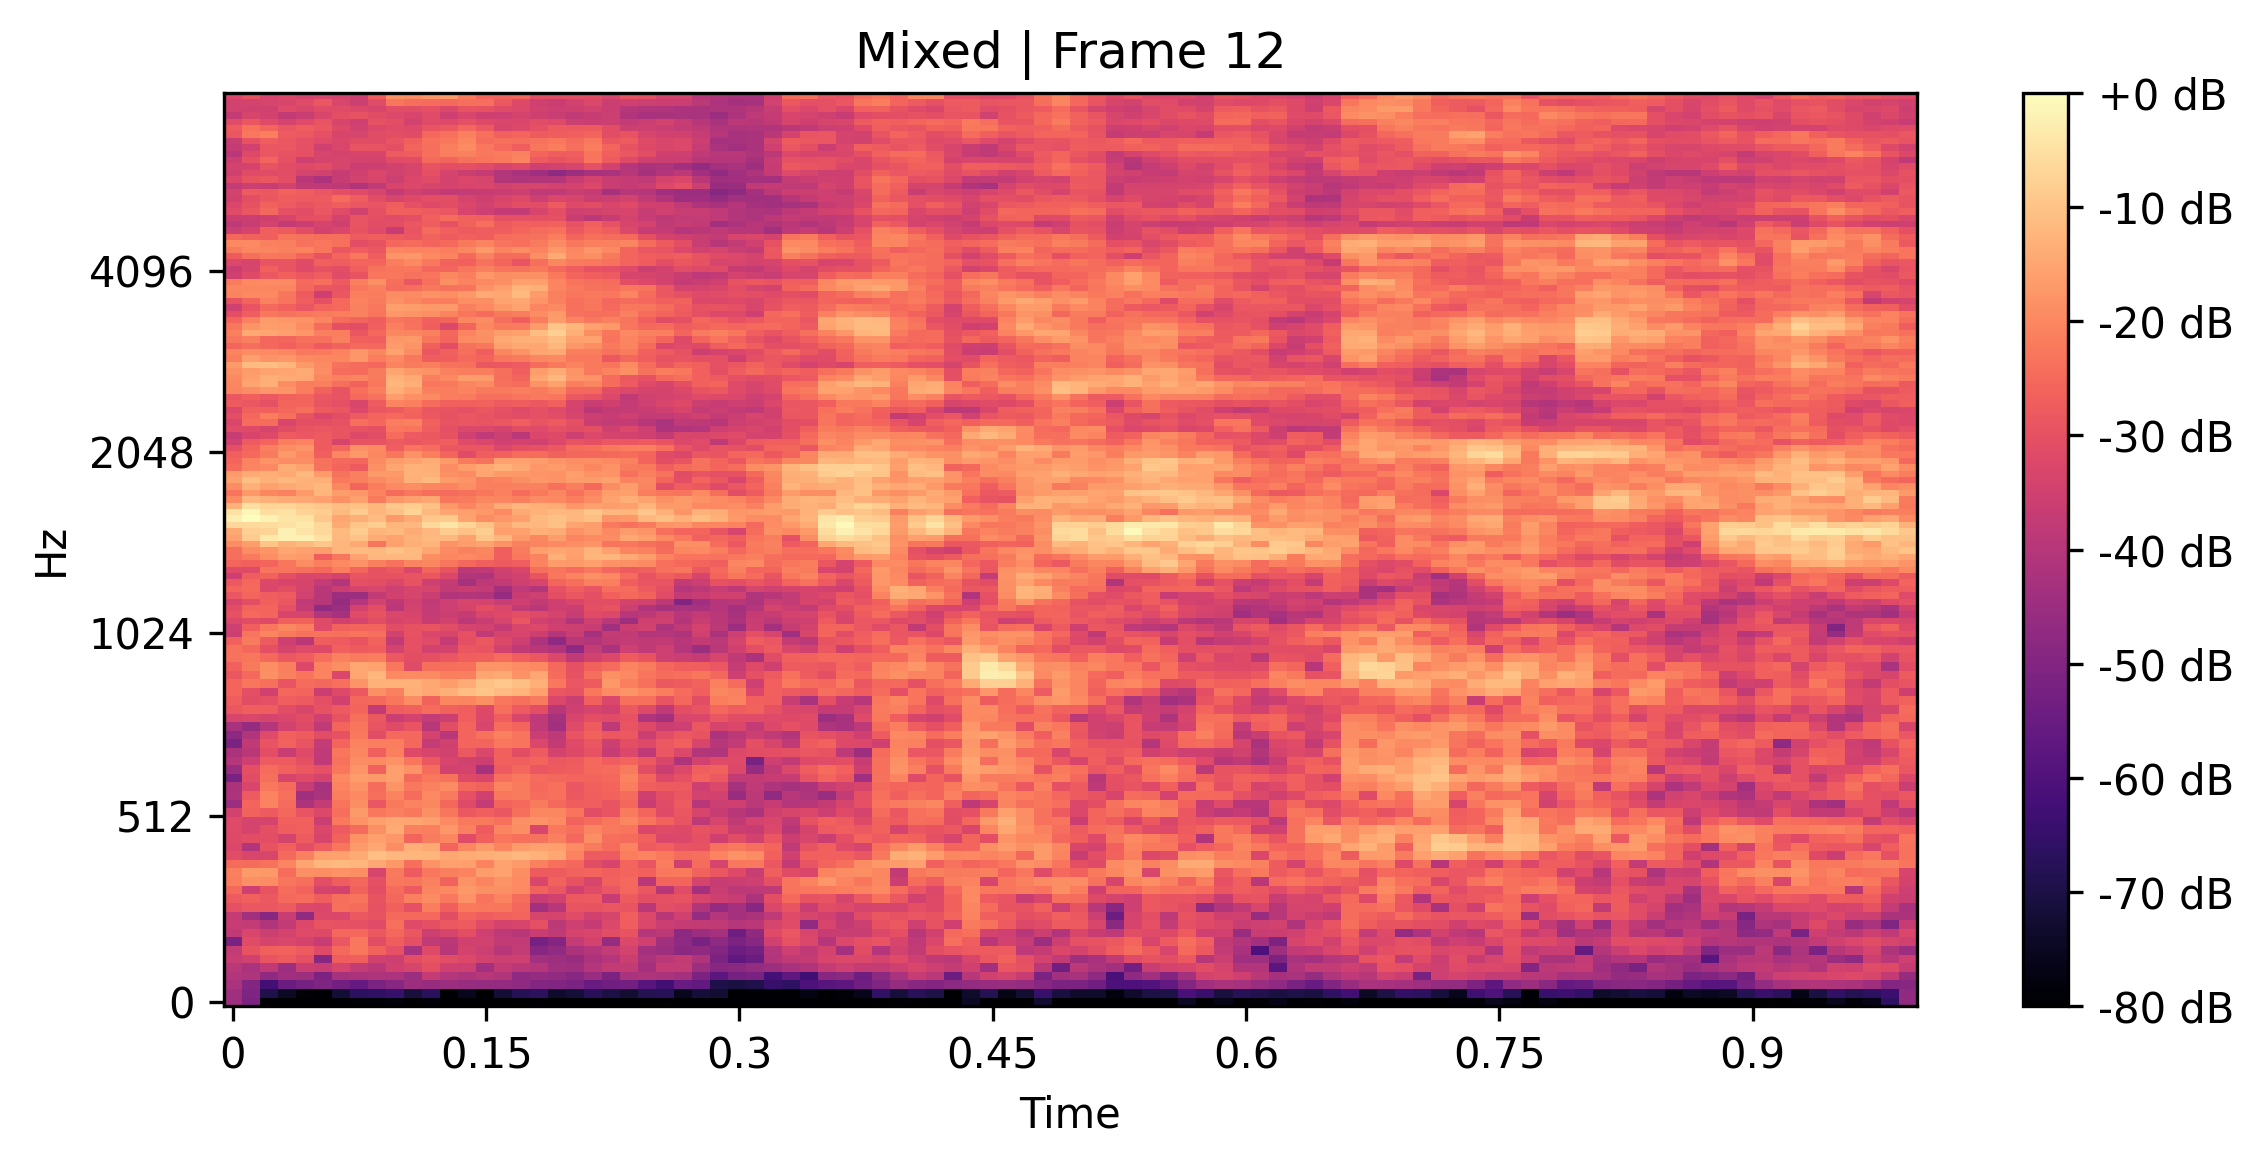 Mixed | Frame 12
+0 dB
-10 dB
-20 dB
-30 dB
-40 dB
-50 dB
-60 dB
-70 dB
-80 dB
4096
2048
1024
512
0
Hz
0 0.15 0.3 0.45 0.6 0.75 0.9
Time